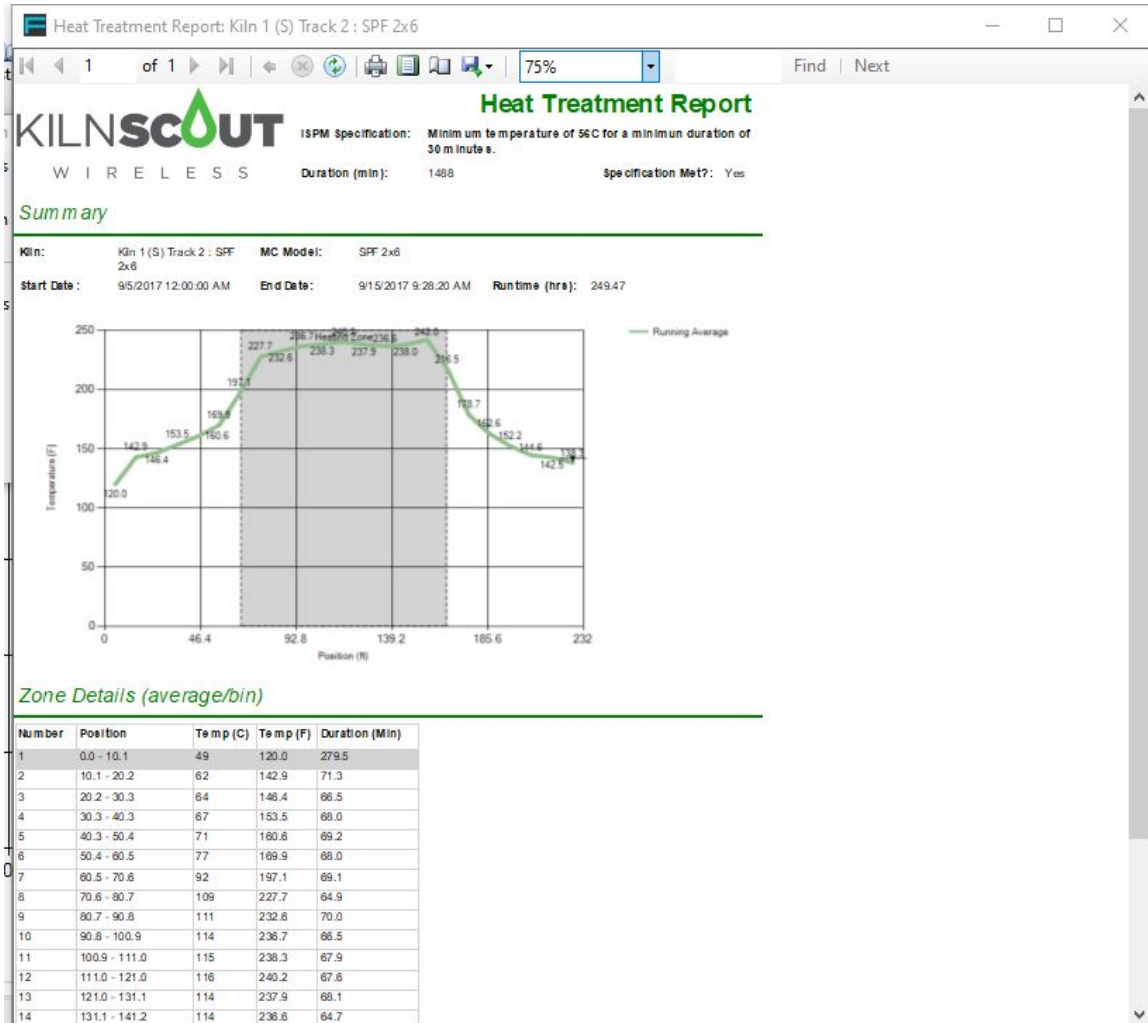 Heat Treatment Report: Kiln 1 (S) Track 2 : SPF 2x6
1 of 1 75% Find | Next
KILNSCOUT
WIRELESS
Heat Treatment Report
ISPM Specification: Minimum temperature of 56C for a minimun duration of
30 minutes.
Duration (min): 1488 Specification Met?: Yes
Summary
Kiln: Kiln 1 (S) Track 2 : SPF MC Model: SPF 2x6
2x6
Start Date: 9/5/2017 12:00:00 AM End Date: 9/15/2017 9:28:20 AM Runtime (hrs): 249.47
Running Average
Temperature (F)
250
200
150
100
50
0
120.0
142.9
146.4
153.5
160.6
169.9
197.1
227.7
232.6
236.7
Heating Zone
238.3
240.2
237.9
236.6
238.0
242.0
178.7
162.6
152.2
144.6
142.5
138.3
0 46.4 92.8 139.2 185.6 232
Position (ft)
Zone Details (average/bin)
Number Position Temp (C) Temp (F) Duration (Min)
1 0.0 - 10.1 49 120.0 279.5
2 10.1 - 20.2 62 142.9 71.3
3 20.2 - 30.3 64 146.4 66.5
4 30.3 - 40.3 67 153.5 68.0
5 40.3 - 50.4 71 160.6 69.2
6 50.4 - 60.5 77 169.9 68.0
7 60.5 - 70.6 92 197.1 69.1
8 70.6 - 80.7 109 227.7 64.9
9 80.7 - 90.8 111 232.6 70.0
10 90.8 - 100.9 114 236.7 66.5
11 100.9 - 111.0 115 238.3 67.9
12 111.0 - 121.0 116 240.2 67.6
13 121.0 - 131.1 114 237.9 68.1
14 131.1 - 141.2 114 236.6 64.7